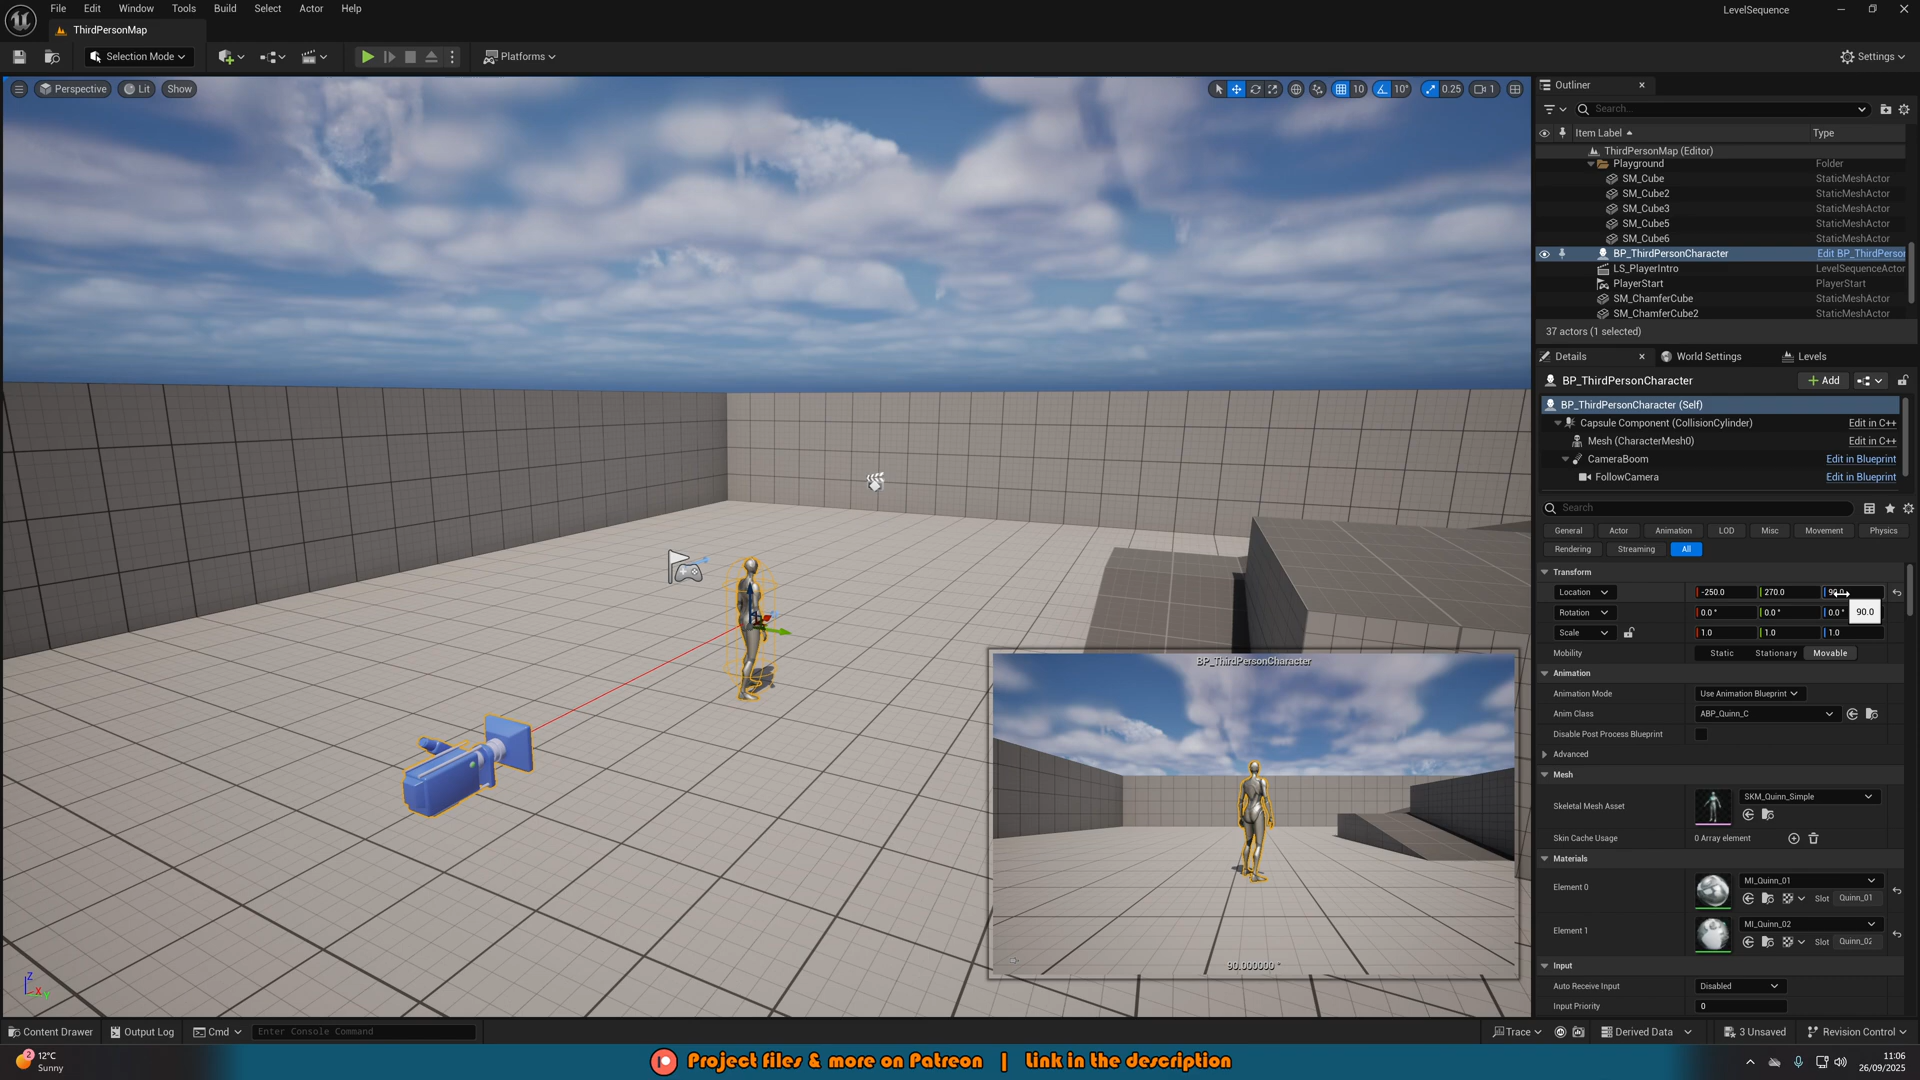 File Edit Window Tools Build Select Actor Help
LevelSequence
ThirdPersonMap
Selection Mode
Platforms
Settings
Perspective Lit Show
10 10° 0.25 1
Outliner
Search...
Item Label Type
ThirdPersonMap (Editor)
Playground Folder
SM_Cube StaticMeshActor
SM_Cube2 StaticMeshActor
SM_Cube3 StaticMeshActor
SM_Cube5 StaticMeshActor
SM_Cube6 StaticMeshActor
BP_ThirdPersonCharacter Edit BP_ThirdPerson
LS_PlayerIntro LevelSequenceActor
PlayerStart PlayerStart
SM_ChamferCube StaticMeshActor
SM_ChamferCube2 StaticMeshActor
37 actors (1 selected)
Details World Settings Levels
BP_ThirdPersonCharacter Add
BP_ThirdPersonCharacter (Self)
Capsule Component (CollisionCylinder) Edit in C++
Mesh (CharacterMesh0) Edit in C++
CameraBoom Edit in Blueprint
FollowCamera Edit in Blueprint
Search
General Actor Animation LOD Misc Movement Physics
Rendering Streaming All
Transform
Location -250.0 270.0
Rotation 0.0 ° 0.0 ° 0.0 °
90.0
Scale 1.0 1.0 1.0
Mobility Static Stationary Movable
Animation
Animation Mode Use Animation Blueprint
Anim Class ABP_Quinn_C
Disable Post Process Blueprint
Advanced
Mesh
Skeletal Mesh Asset SKM_Quinn_Simple
Skin Cache Usage 0 Array element
Materials
Element 0 MI_Quinn_01
Slot Quinn_01
Element 1 MI_Quinn_02
Slot Quinn_02
Input
Auto Receive Input Disabled
Input Priority 0
BP_ThirdPersonCharacter
90.000000 °
Z
X
Y
Content Drawer Output Log Cmd Enter Console Command
Trace Derived Data 3 Unsaved Revision Control
2
12°C
Sunny
Project files & more on Patreon | Link in the description
11:06
26/09/2025